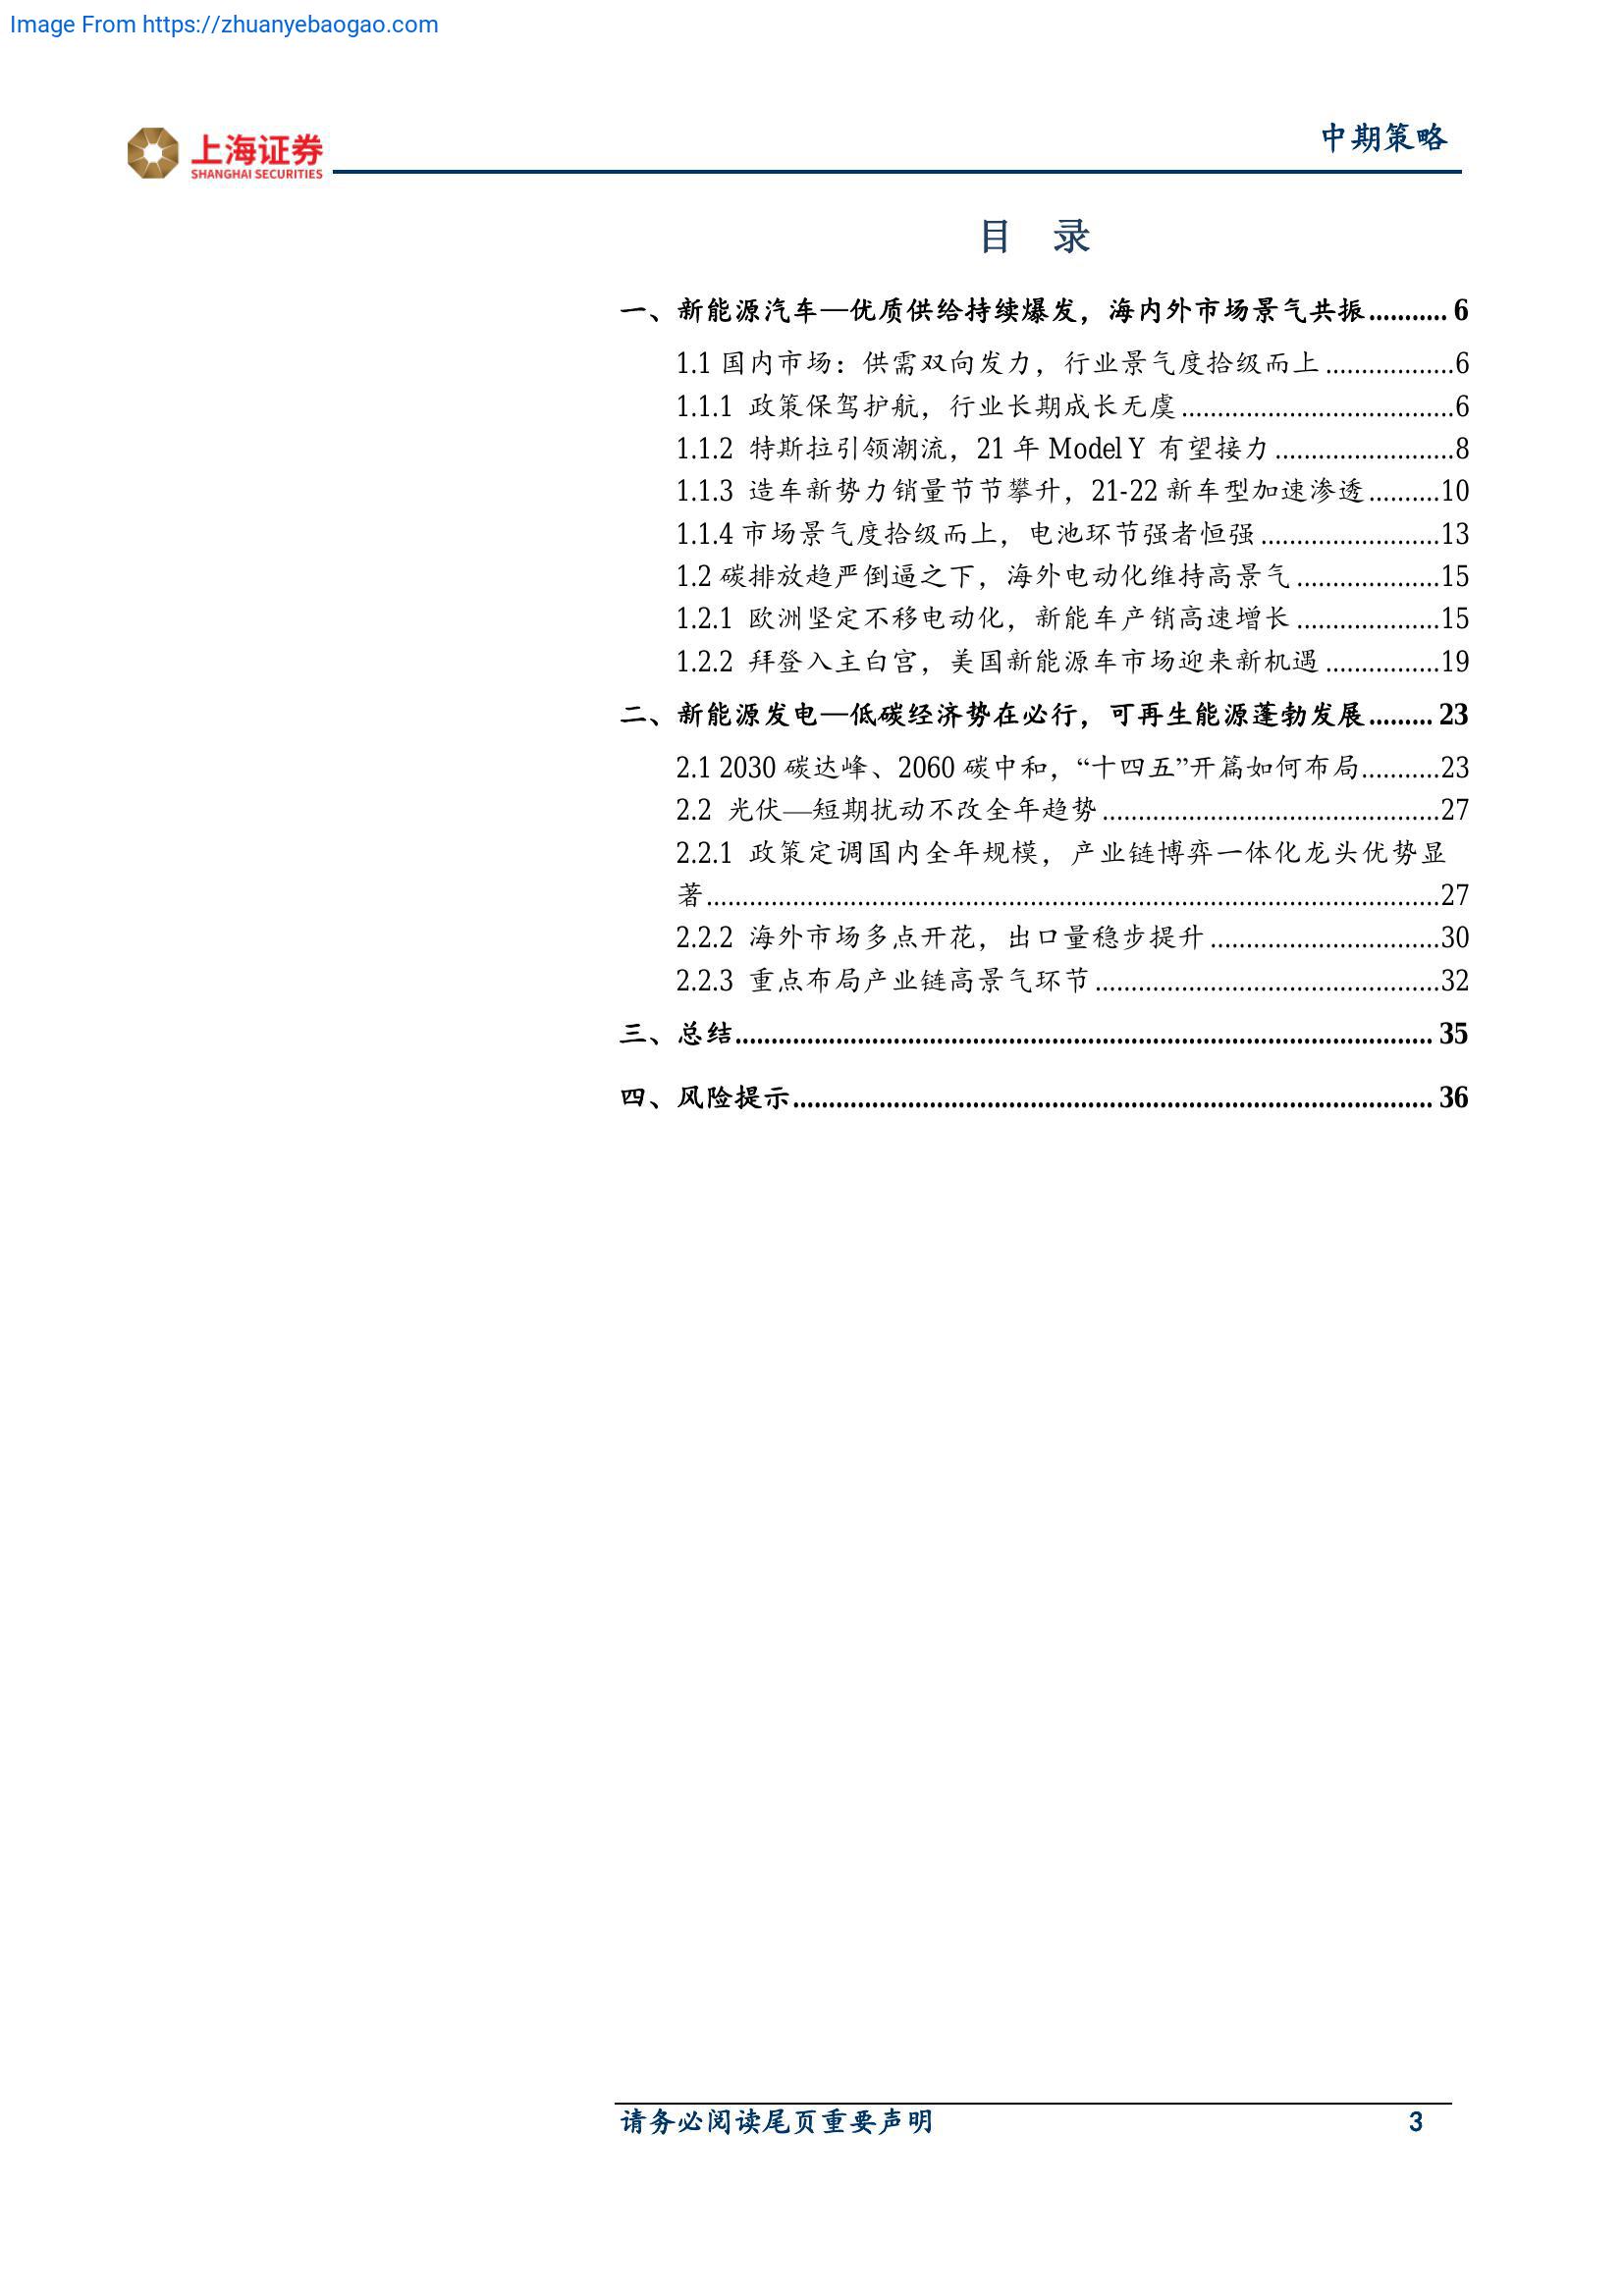 Image From https://zhuanyebaogao.com
中期策略
上海证券
SHANGHAI SECURITIES
目 录
一、新能源汽车—优质供给持续爆发，海内外市场景气共振........... 6
1.1 国内市场：供需双向发力，行业景气度拾级而上..................6
1.1.1 政策保驾护航，行业长期成长无虞......................................6
1.1.2 特斯拉引领潮流，21 年 Model Y 有望接力.........................8
1.1.3 造车新势力销量节节攀升，21-22 新车型加速渗透..........10
1.1.4 市场景气度拾级而上，电池环节强者恒强.........................13
1.2 碳排放趋严倒逼之下，海外电动化维持高景气....................15
1.2.1 欧洲坚定不移电动化，新能车产销高速增长....................15
1.2.2 拜登入主白宫，美国新能源车市场迎来新机遇................19
二、新能源发电—低碳经济势在必行，可再生能源蓬勃发展......... 23
2.1 2030 碳达峰、2060 碳中和，“十四五”开篇如何布局...........23
2.2 光伏—短期扰动不改全年趋势...............................................27
2.2.1 政策定调国内全年规模，产业链博弈一体化龙头优势显
著......................................................................................................27
2.2.2 海外市场多点开花，出口量稳步提升................................30
2.2.3 重点布局产业链高景气环节................................................32
三、总结................................................................................................. 35
四、风险提示......................................................................................... 36
请务必阅读尾页重要声明 3